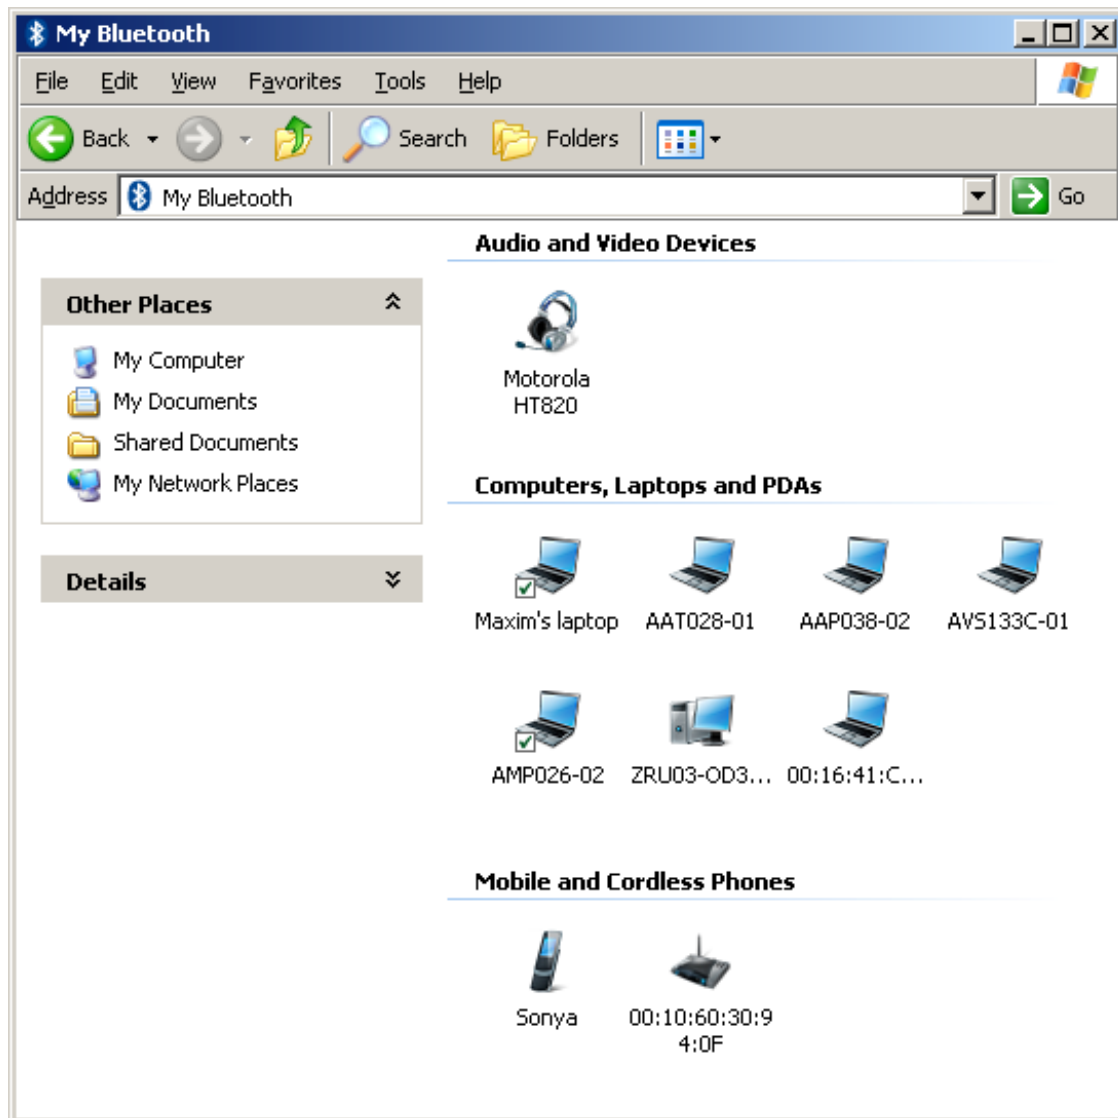 My Bluetooth
File Edit View Favorites Tools Help
Back Search Folders
Address My Bluetooth Go
Other Places
My Computer
My Documents
Shared Documents
My Network Places
Details
Audio and Video Devices
Motorola
HT820
Computers, Laptops and PDAs
Maxim's laptop AAT028-01 AAP038-02 AVS133C-01
AMP026-02 ZRU03-OD3... 00:16:41:C...
Mobile and Cordless Phones
Sonya 00:10:60:30:9
4:0F